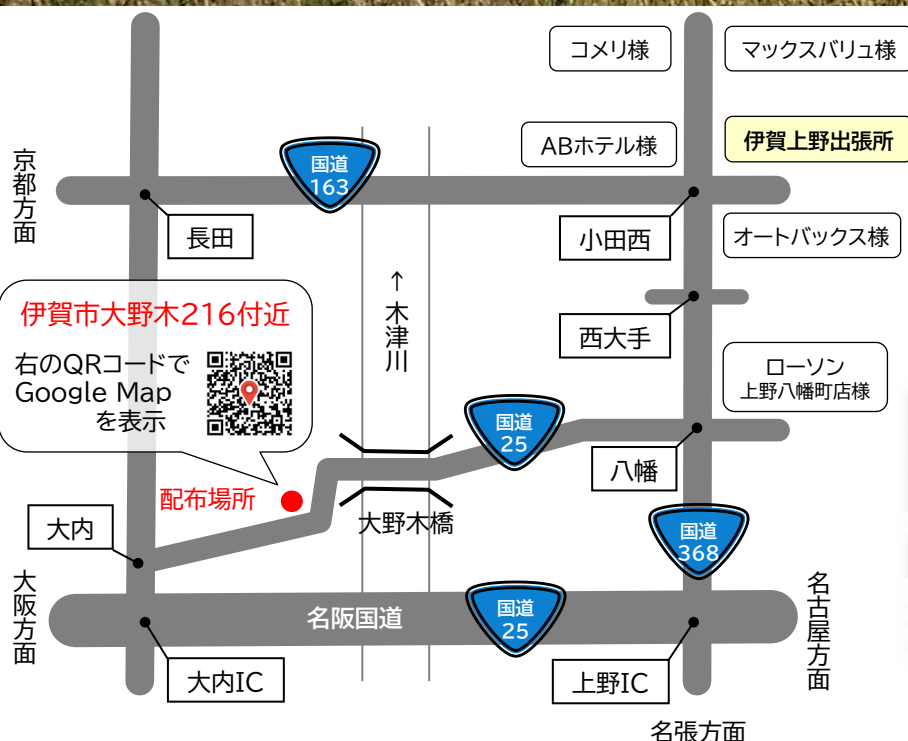 コメリ様
マックスバリュ様
ABホテル様
伊賀上野出張所
京都方面
国道
163
長田
小田西
オートバックス様
↑木津川
伊賀市大野木216付近
右のQRコードで
Google Map
を表示
西大手
ローソン
上野八幡町店様
国道
25
八幡
配布場所
大野木橋
大内
国道
368
大阪方面
名阪国道
国道
25
名古屋方面
大内IC
上野IC
名張方面